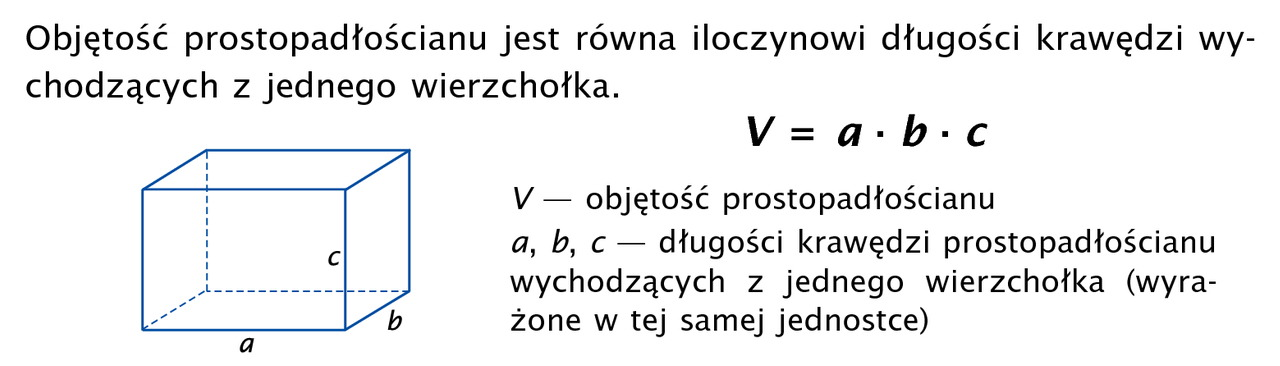 Objętość prostopadłościanu jest równa iloczynowi długości krawędzi wy-
chodzących z jednego wierzchołka.
V = a · b · c
V — objętość prostopadłościanu
a, b, c — długości krawędzi prostopadłościanu
wychodzących z jednego wierzchołka (wyra-
żone w tej samej jednostce)
c
b
a